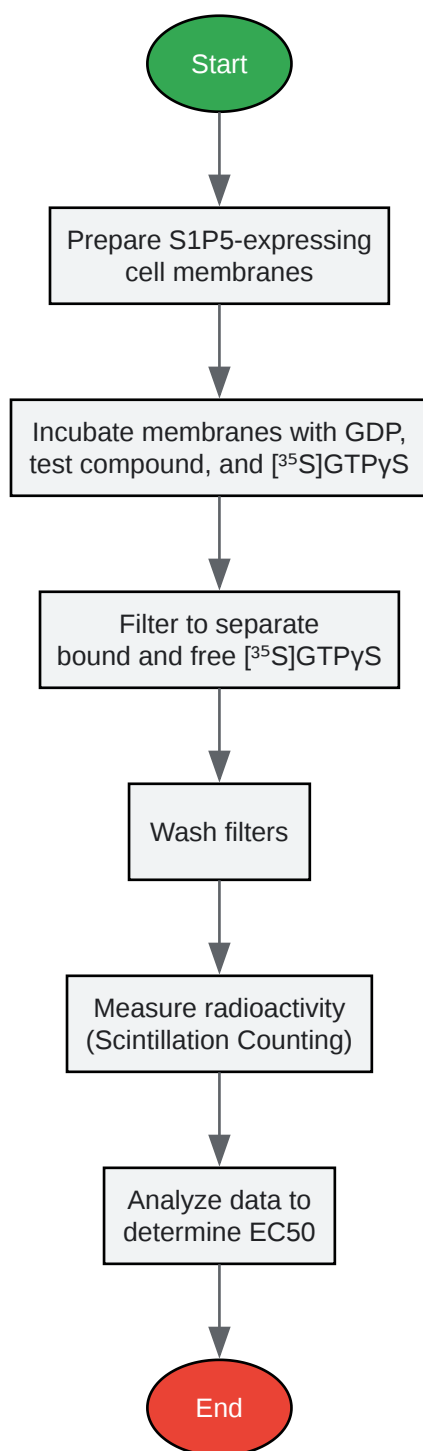 Start
Prepare S1P5-expressing
cell membranes
Incubate membranes with GDP,
test compound, and [³⁵S]GTPγS
Filter to separate
bound and free [³⁵S]GTPγS
Wash filters
Measure radioactivity
(Scintillation Counting)
Analyze data to
determine EC50
End